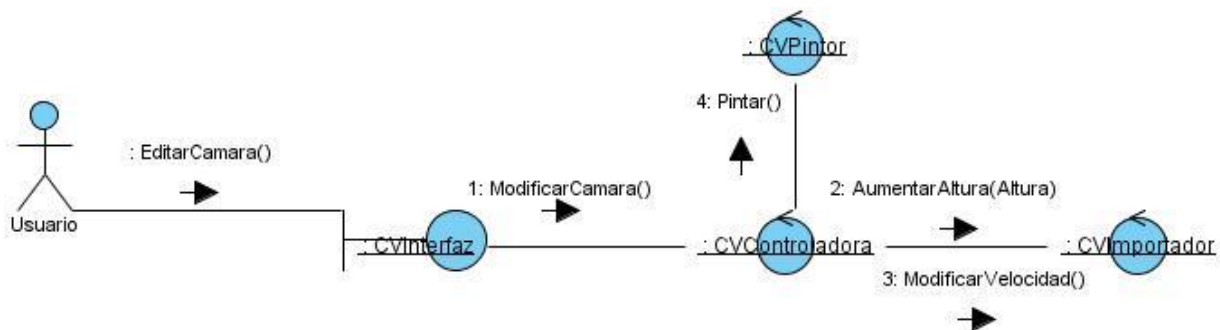 : CVPintor
4: Pintar()
: EditarCamara()
1: ModificarCamara()
2: AumentarAltura(Altura)
Usuario
: CVInterfaz
: CVControladora
: CVImportador
3: ModificarVelocidad()